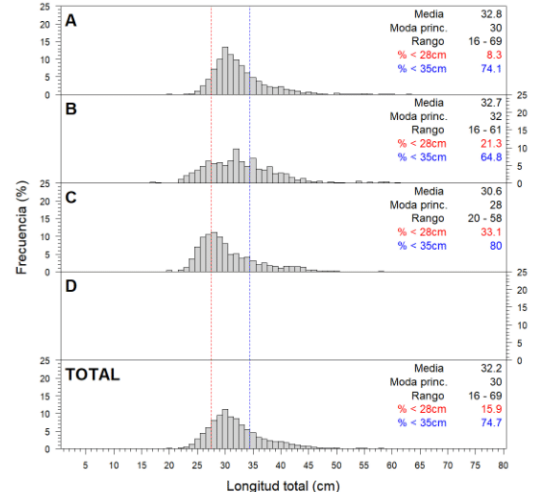 Frecuencia (%)
A
Media 32.8
Moda princ. 30
Rango 16 - 69
% < 28cm 8.3
% < 35cm 74.1
25
20
15
10
5
0
B
Media 32.7
Moda princ. 32
Rango 16 - 61
% < 28cm 21.3
% < 35cm 64.8
25
20
15
10
5
0
C
Media 30.6
Moda princ. 28
Rango 20 - 58
% < 28cm 33.1
% < 35cm 80
25
20
15
10
5
0
D
25
20
15
10
5
0
TOTAL
Media 32.2
Moda princ. 30
Rango 16 - 69
% < 28cm 15.9
% < 35cm 74.7
25
20
15
10
5
0
5 10 15 20 25 30 35 40 45 50 55 60 65 70 75 80
Longitud total (cm)